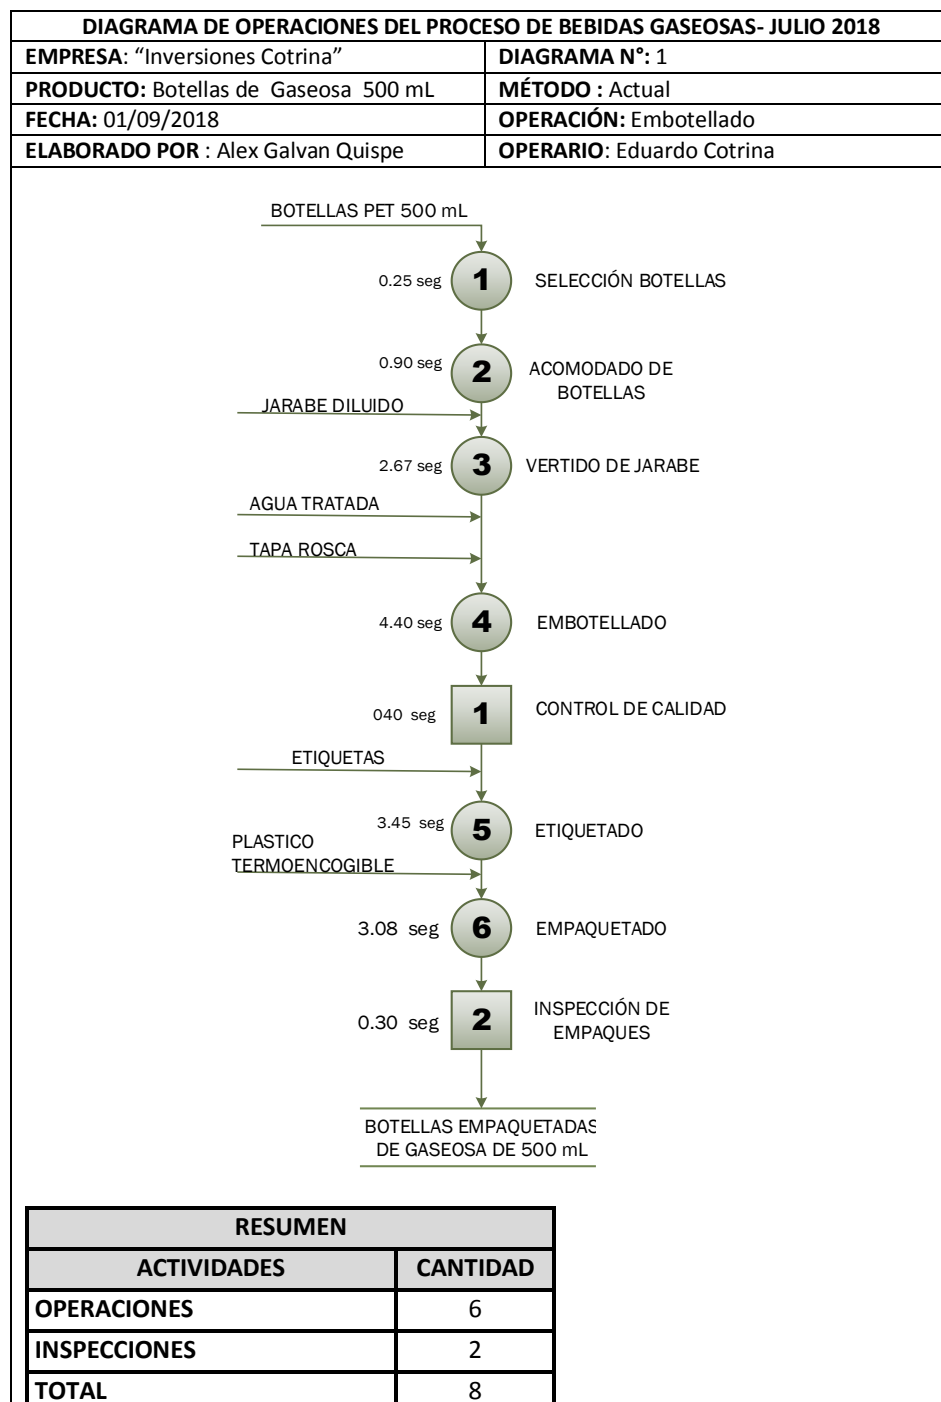 DIAGRAMA DE OPERACIONES DEL PROCESO DE BEBIDAS GASEOSAS- JULIO 2018
EMPRESA: “Inversiones Cotrina”
DIAGRAMA N°: 1
PRODUCTO: Botellas de Gaseosa 500 mL
MÉTODO : Actual
FECHA: 01/09/2018
OPERACIÓN: Embotellado
ELABORADO POR : Alex Galvan Quispe
OPERARIO: Eduardo Cotrina
BOTELLAS PET 500 mL
0.25 seg
1
SELECCIÓN BOTELLAS
0.90 seg
2
ACOMODADO DE
BOTELLAS
JARABE DILUIDO
2.67 seg
3
VERTIDO DE JARABE
AGUA TRATADA
TAPA ROSCA
4.40 seg
4
EMBOTELLADO
040 seg
1
CONTROL DE CALIDAD
ETIQUETAS
3.45 seg
5
ETIQUETADO
PLASTICO
TERMOENCOGIBLE
3.08 seg
6
EMPAQUETADO
0.30 seg
2
INSPECCIÓN DE
EMPAQUES
BOTELLAS EMPAQUETADAS
DE GASEOSA DE 500 mL
RESUMEN
ACTIVIDADES
CANTIDAD
OPERACIONES
6
INSPECCIONES
2
TOTAL
8